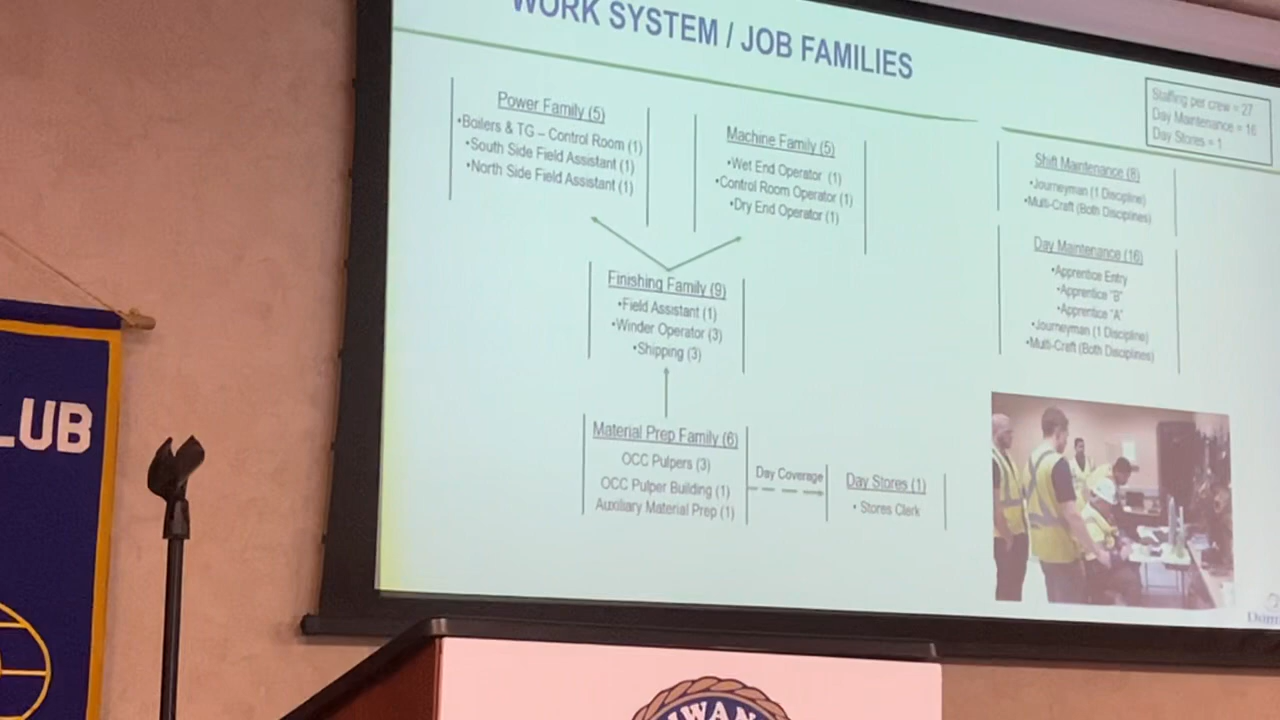 WORK SYSTEM / JOB FAMILIES
Staffing per crew = 27
Day Maintenance = 16
Day Stores = 1
Power Family (5)
•Boilers & TG – Control Room (1)
•South Side Field Assistant (1)
•North Side Field Assistant (1)
Machine Family (5)
•Wet End Operator (1)
•Control Room Operator (1)
•Dry End Operator (1)
Shift Maintenance (8)
•Journeyman (1 Discipline)
•Multi-Craft (Both Disciplines)
Day Maintenance (16)
•Apprentice Entry
•Apprentice "B"
•Apprentice "A"
•Journeyman (1 Discipline)
•Multi-Craft (Both Disciplines)
Finishing Family (9)
•Field Assistant (1)
•Winder Operator (3)
•Shipping (3)
Material Prep Family (6)
OCC Pulpers (3)
OCC Pulper Building (1)
Auxiliary Material Prep (1)
Day Coverage
Day Stores (1)
• Stores Clerk
LUB
IWAN